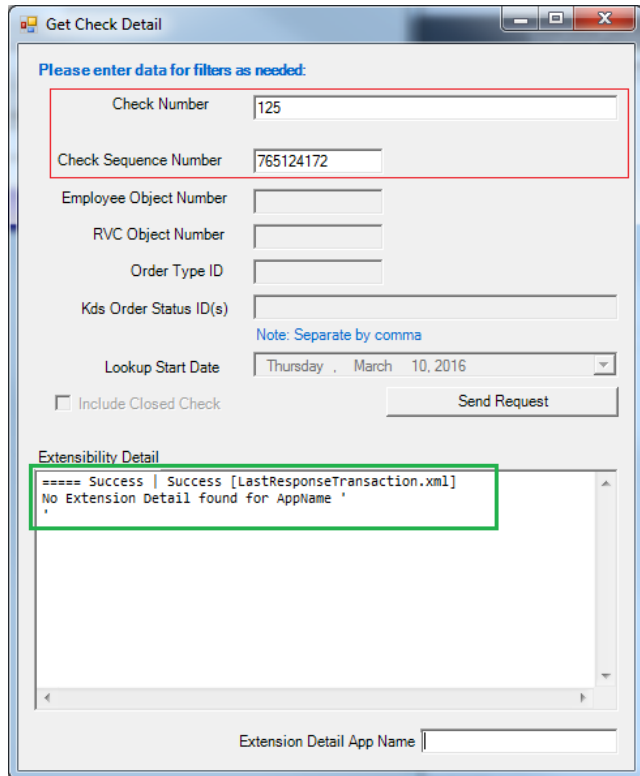 Get Check Detail
Please enter data for filters as needed:
Check Number 125
Check Sequence Number 765124172
Employee Object Number
RVC Object Number
Order Type ID
Kds Order Status ID(s)
Note: Separate by comma
Lookup Start Date Thursday , March 10, 2016
Include Closed Check Send Request
Extensibility Detail
===== Success | Success [LastResponseTransaction.xml]
No Extension Detail found for AppName '
'
Extension Detail App Name